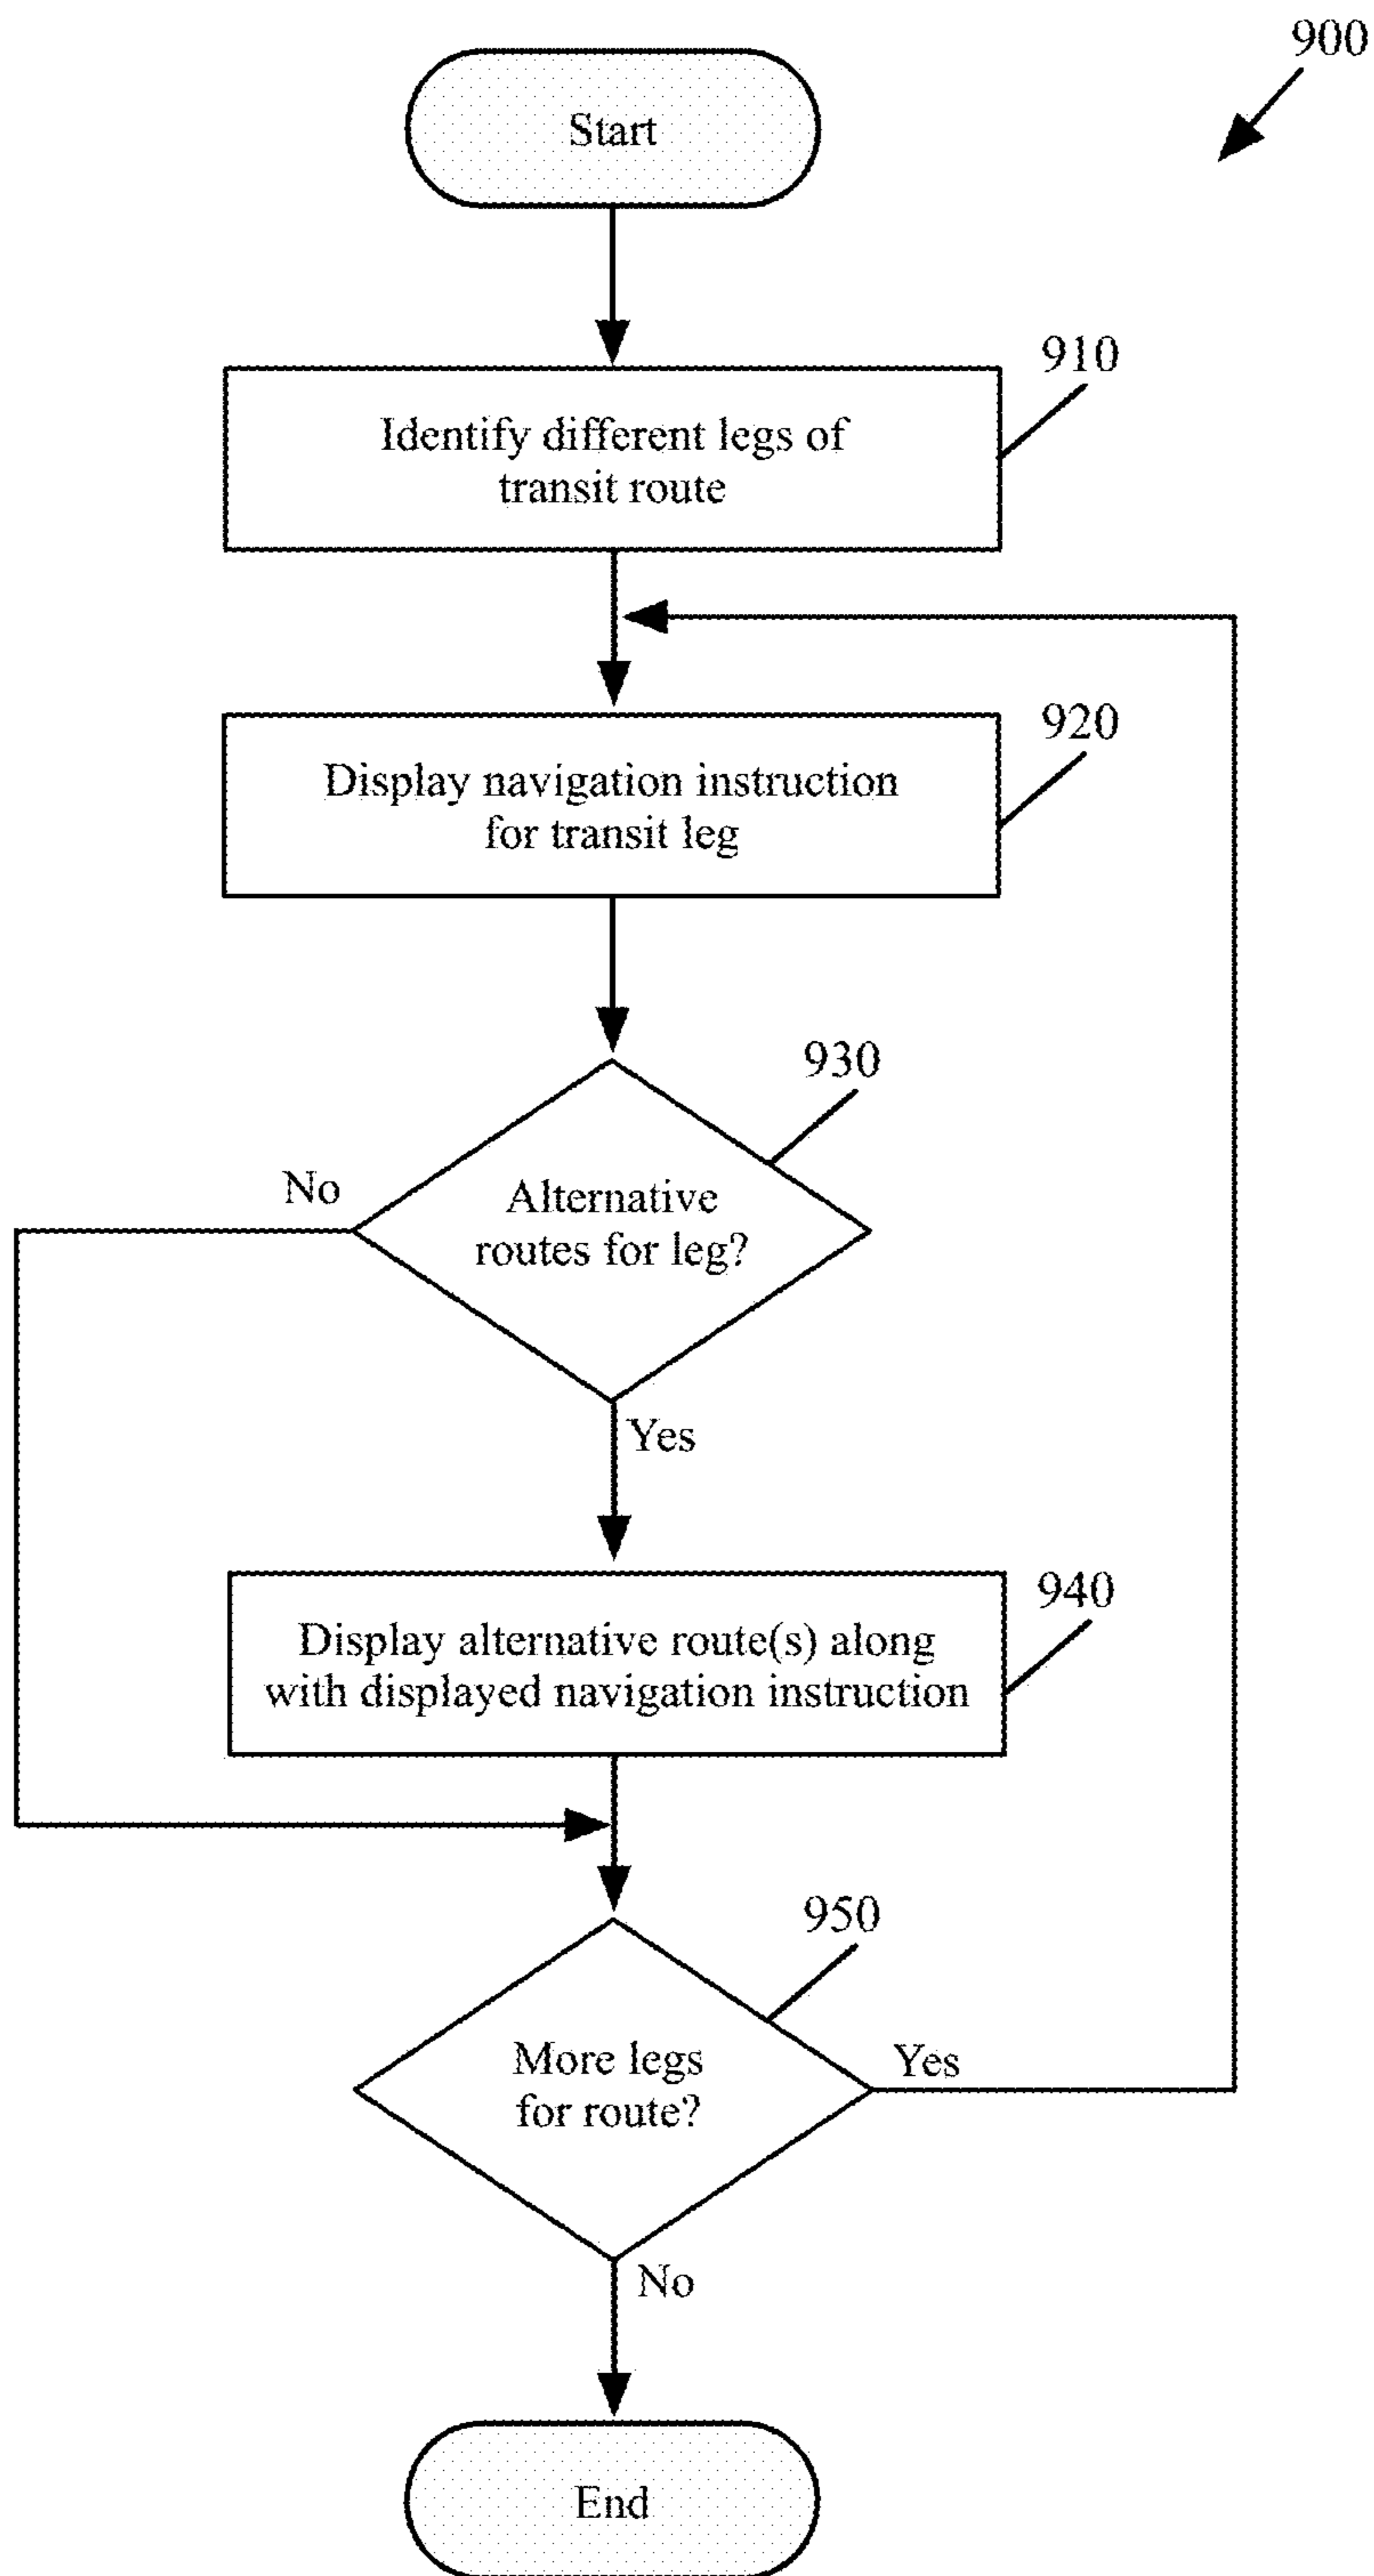 900
Start
910
Identify different legs of
transit route
920
Display navigation instruction
for transit leg
930
No
Alternative
routes for leg?
Yes
940
Display alternative route(s) along
with displayed navigation instruction
950
More legs
for route?
Yes
No
End